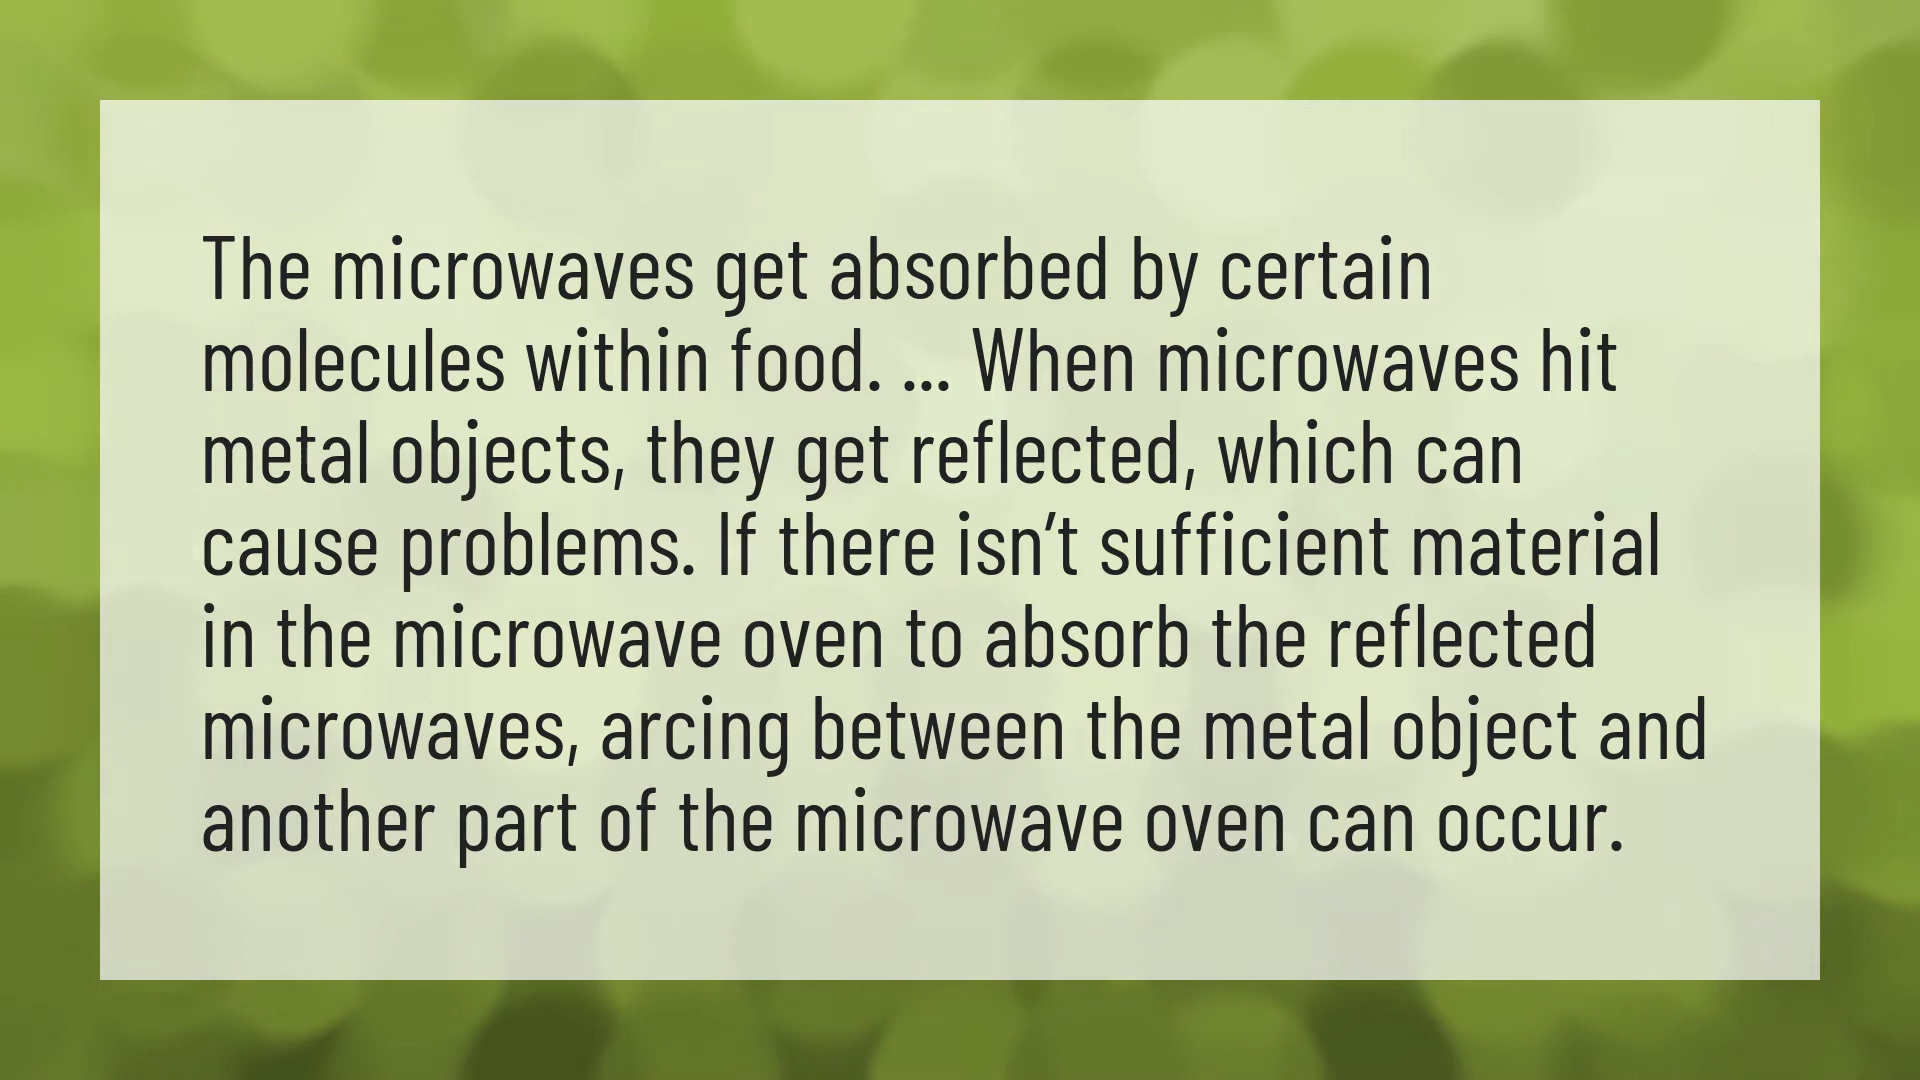 The microwaves get absorbed by certain
molecules within food. ... When microwaves hit
metal objects, they get reflected, which can
cause problems. If there isn’t sufficient material
in the microwave oven to absorb the reflected
microwaves, arcing between the metal object and
another part of the microwave oven can occur.